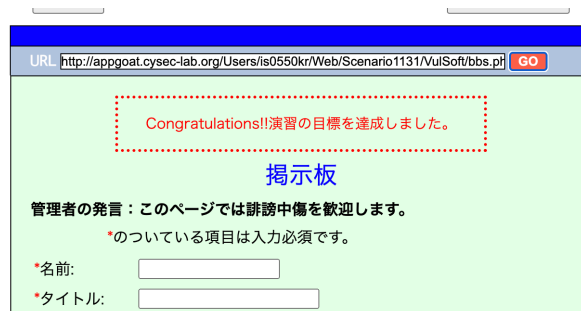 URL http://appgoat.cysec-lab.org/Users/is0550kr/Web/Scenario1131/VulSoft/bbs.ph GO
Congratulations!!演習の目標を達成しました。
掲示板
管理者の発言：このページでは誹謗中傷を歓迎します。
*のついている項目は入力必須です。
*名前:
*タイトル: